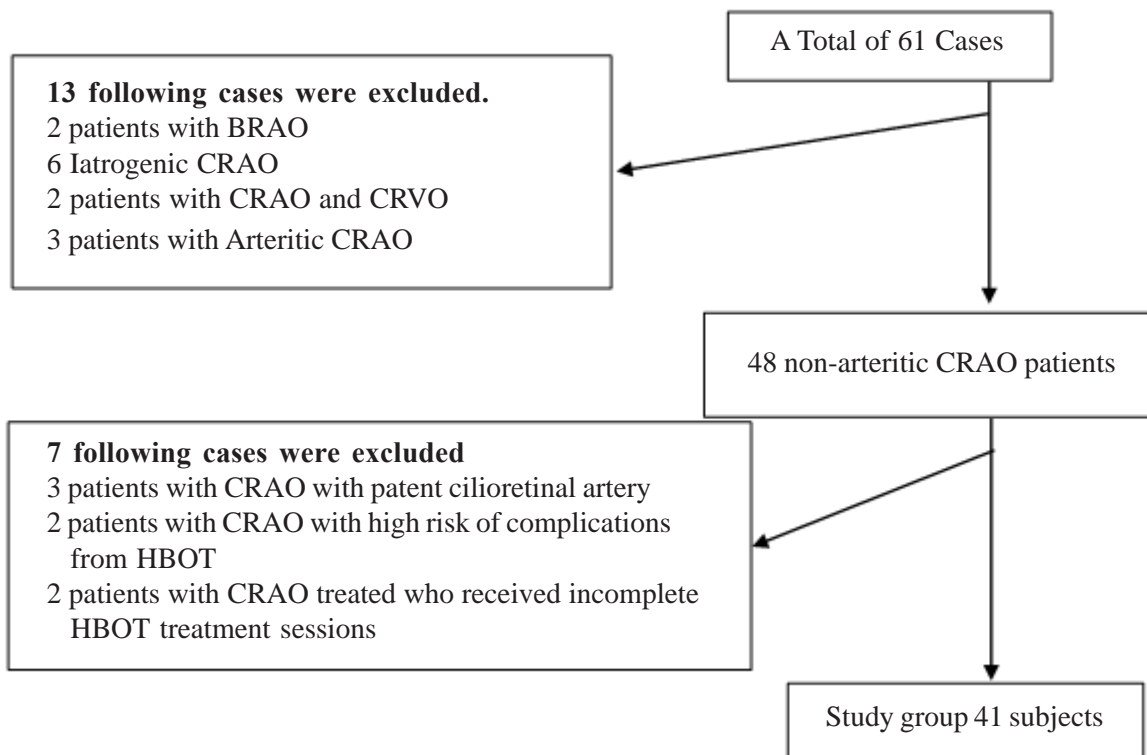 A Total of 61 Cases
13 following cases were excluded.
2 patients with BRAO
6 Iatrogenic CRAO
2 patients with CRAO and CRVO
3 patients with Arteritic CRAO
48 non-arteritic CRAO patients
7 following cases were excluded
3 patients with CRAO with patent cilioretinal artery
2 patients with CRAO with high risk of complications
from HBOT
2 patients with CRAO treated who received incomplete
HBOT treatment sessions
Study group 41 subjects